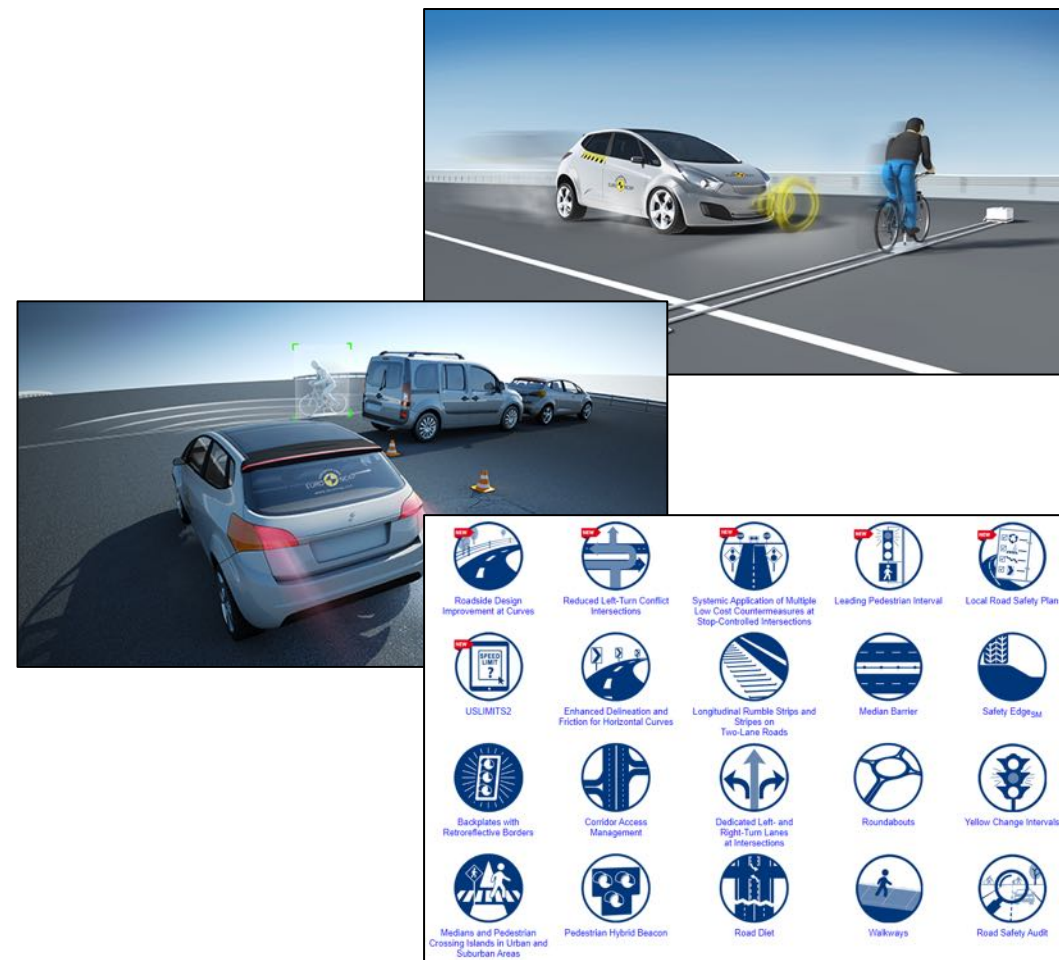 EURO NCAP
EURO NCAP
NEW
Roadside Design
Improvement at Curves
NEW
Reduced Left-Turn Conflict
Intersections
NEW
Systemic Application of Multiple
Low Cost Countermeasures at
Stop-Controlled Intersections
NEW
Leading Pedestrian Interval
NEW
Local Road Safety Plan
NEW
SPEED
LIMIT
?
USLIMITS2
Enhanced Delineation and
Friction for Horizontal Curves
Longitudinal Rumble Strips and
Stripes on
Two-Lane Roads
Median Barrier
Safety EdgeSM
Backplates with
Retroreflective Borders
Corridor Access
Management
Dedicated Left- and
Right-Turn Lanes
at Intersections
Roundabouts
Yellow Change Intervals
Medians and Pedestrian
Crossing Islands in Urban and
Suburban Areas
Pedestrian Hybrid Beacon
Road Diet
Walkways
Road Safety Audit